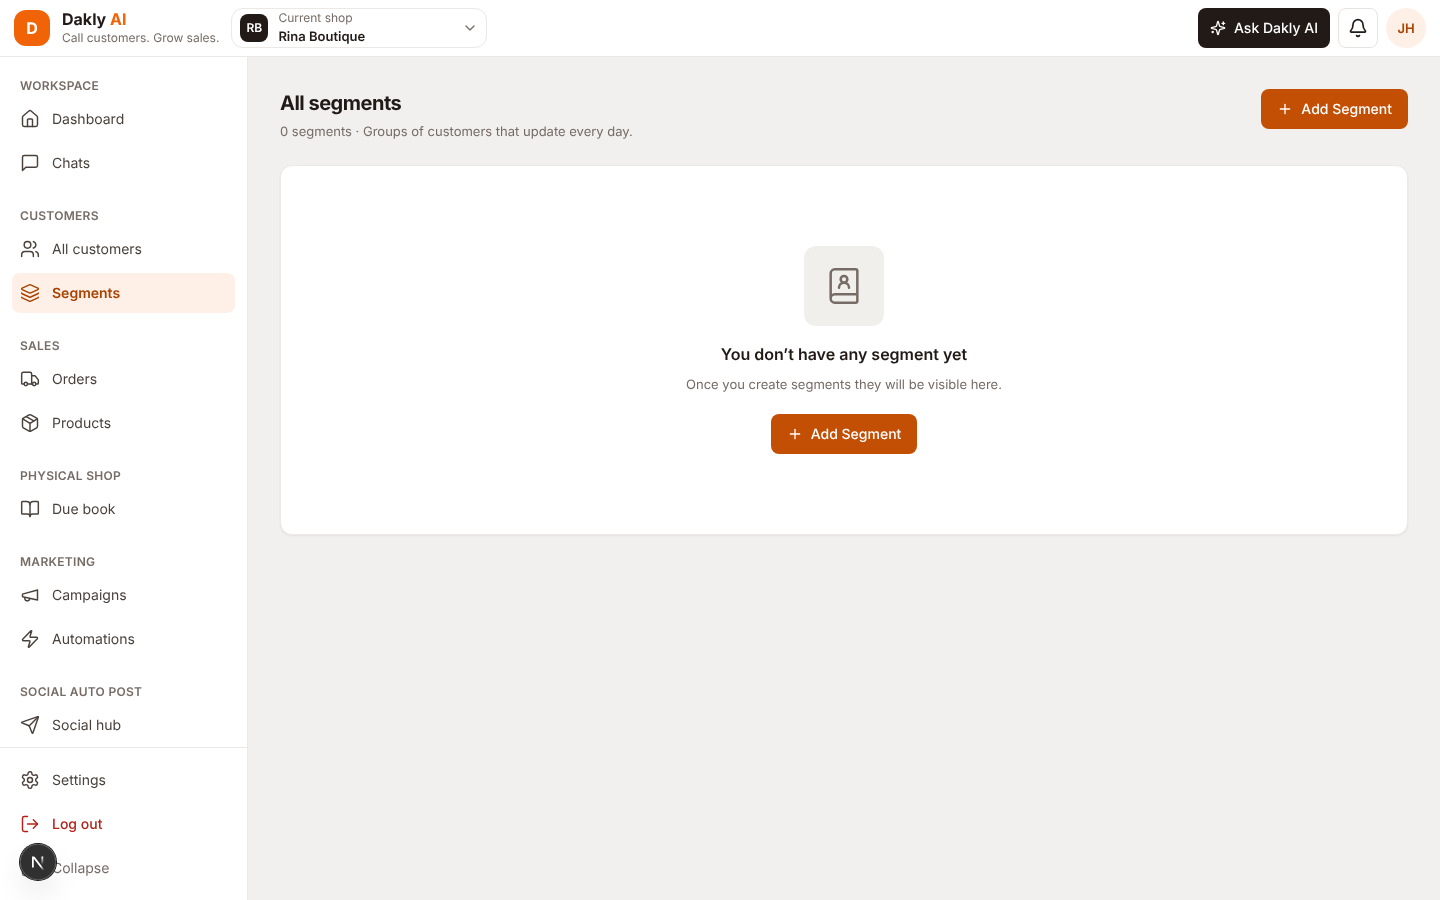 D
Dakly AI
Call customers. Grow sales.
RB
Current shop
Rina Boutique
Ask Dakly AI
JH
WORKSPACE
Dashboard
Chats
CUSTOMERS
All customers
Segments
SALES
Orders
Products
PHYSICAL SHOP
Due book
MARKETING
Campaigns
Automations
SOCIAL AUTO POST
Social hub
Settings
Log out
N
Collapse
All segments
0 segments · Groups of customers that update every day.
+ Add Segment
You don’t have any segment yet
Once you create segments they will be visible here.
+ Add Segment